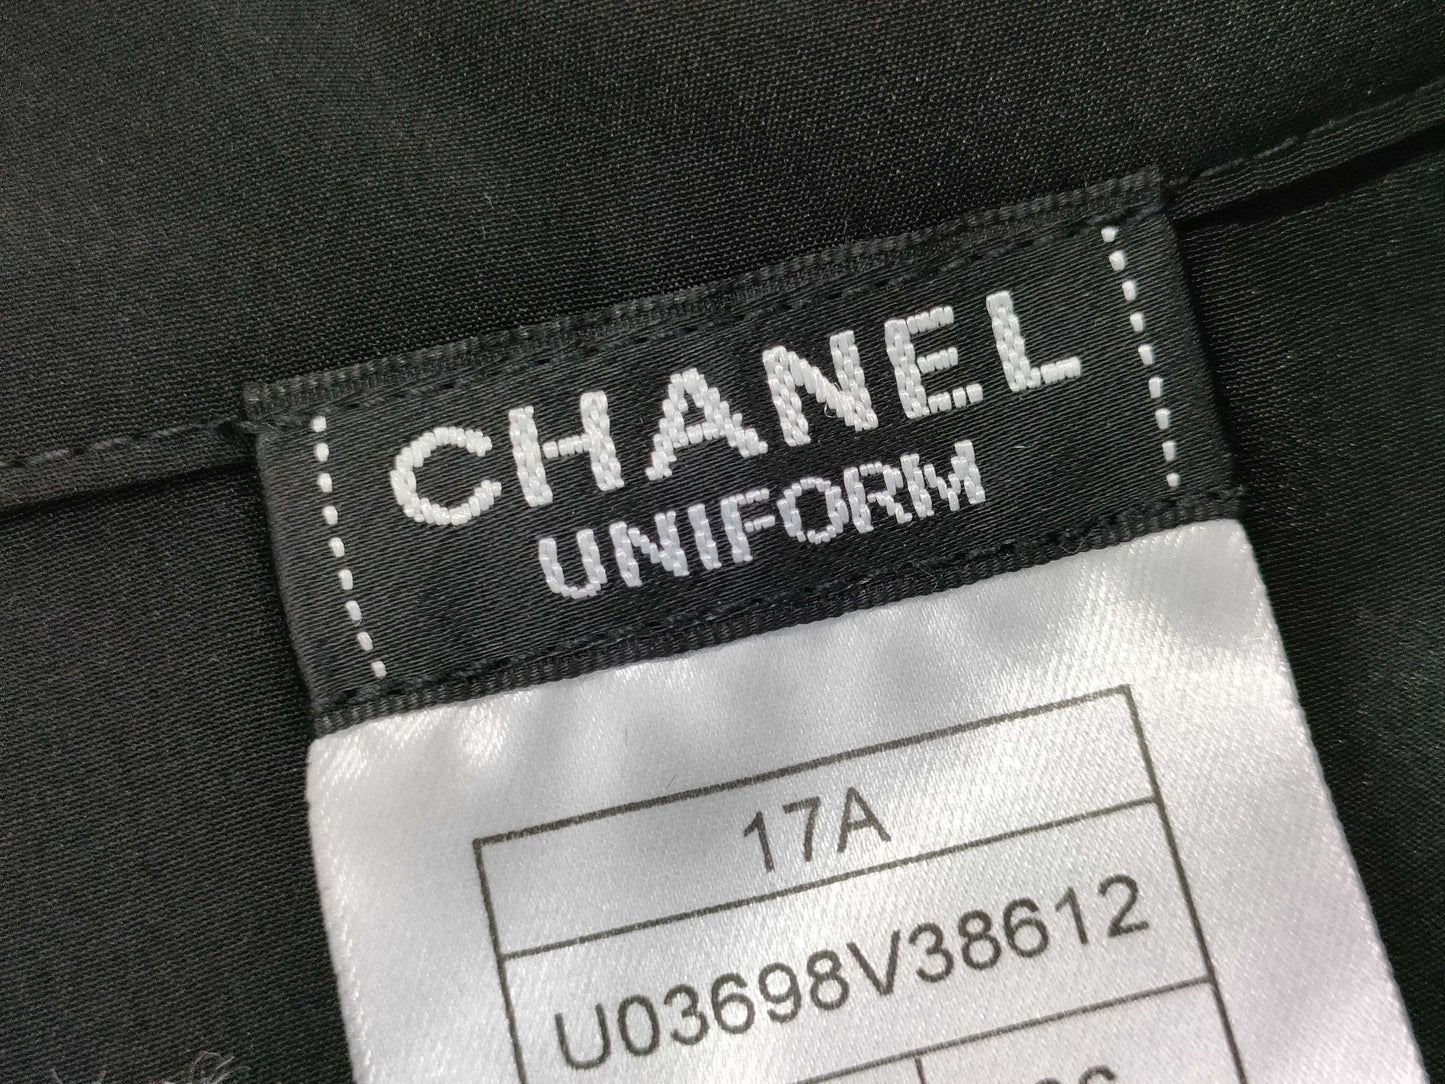 CHANEL
UNIFORM
17A
U03698V38612